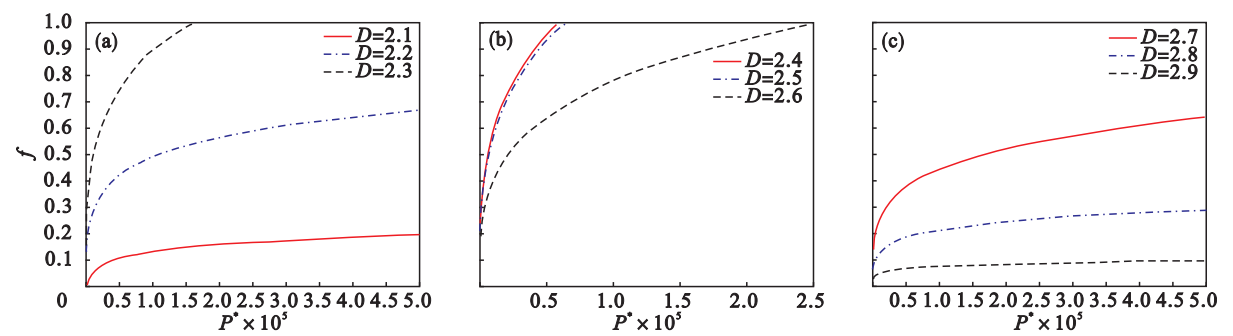 1.0
0.9
0.8
0.7
0.6
0.5
0.4
0.3
0.2
0.1
0
f
(a)
D=2.1
D=2.2
D=2.3
0.5 1.0 1.5 2.0 2.5 3.0 3.5 4.0 4.5 5.0
P*×10⁵
(b)
D=2.4
D=2.5
D=2.6
0.5 1.0 1.5 2.0 2.5
P*×10⁵
(c)
D=2.7
D=2.8
D=2.9
0.5 1.0 1.5 2.0 2.5 3.0 3.5 4.0 4.5 5.0
P*×10⁵